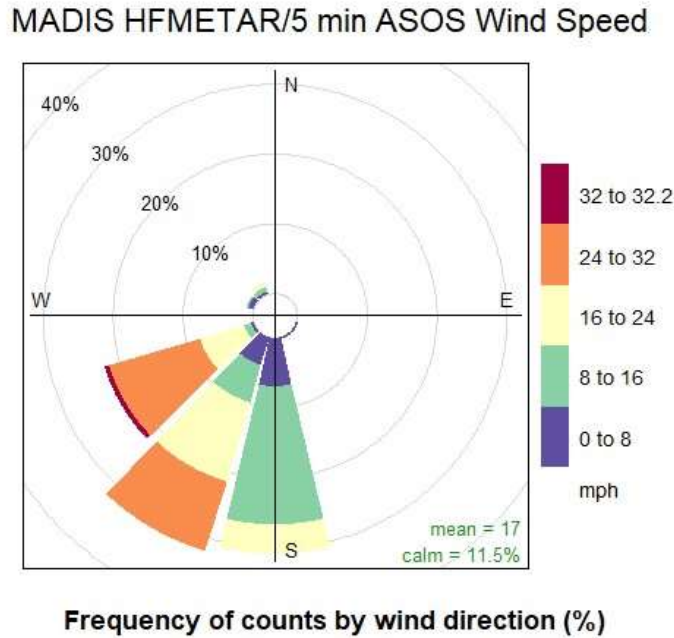 MADIS HFMETAR/5 min ASOS Wind Speed
N
40%
30%
20%
10%
W
E
S
mean = 17
calm = 11.5%
32 to 32.2
24 to 32
16 to 24
8 to 16
0 to 8
mph
Frequency of counts by wind direction (%)